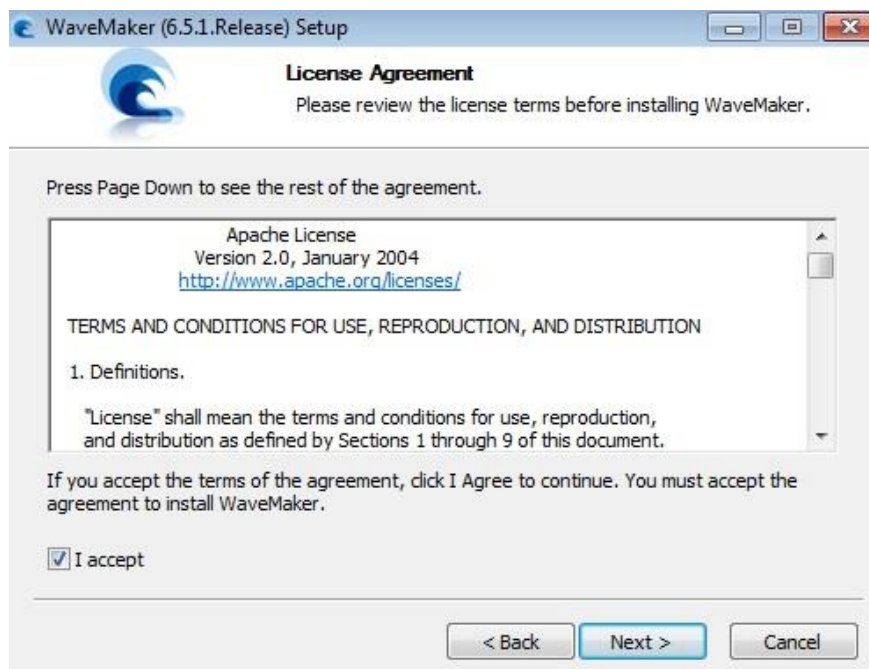 WaveMaker (6.5.1.Release) Setup
License Agreement
Please review the license terms before installing WaveMaker.
Press Page Down to see the rest of the agreement.
Apache License
Version 2.0, January 2004
http://www.apache.org/licenses/
TERMS AND CONDITIONS FOR USE, REPRODUCTION, AND DISTRIBUTION
1. Definitions.
"License" shall mean the terms and conditions for use, reproduction,
and distribution as defined by Sections 1 through 9 of this document.
If you accept the terms of the agreement, click I Agree to continue. You must accept the
agreement to install WaveMaker.
I accept
< Back Next > Cancel